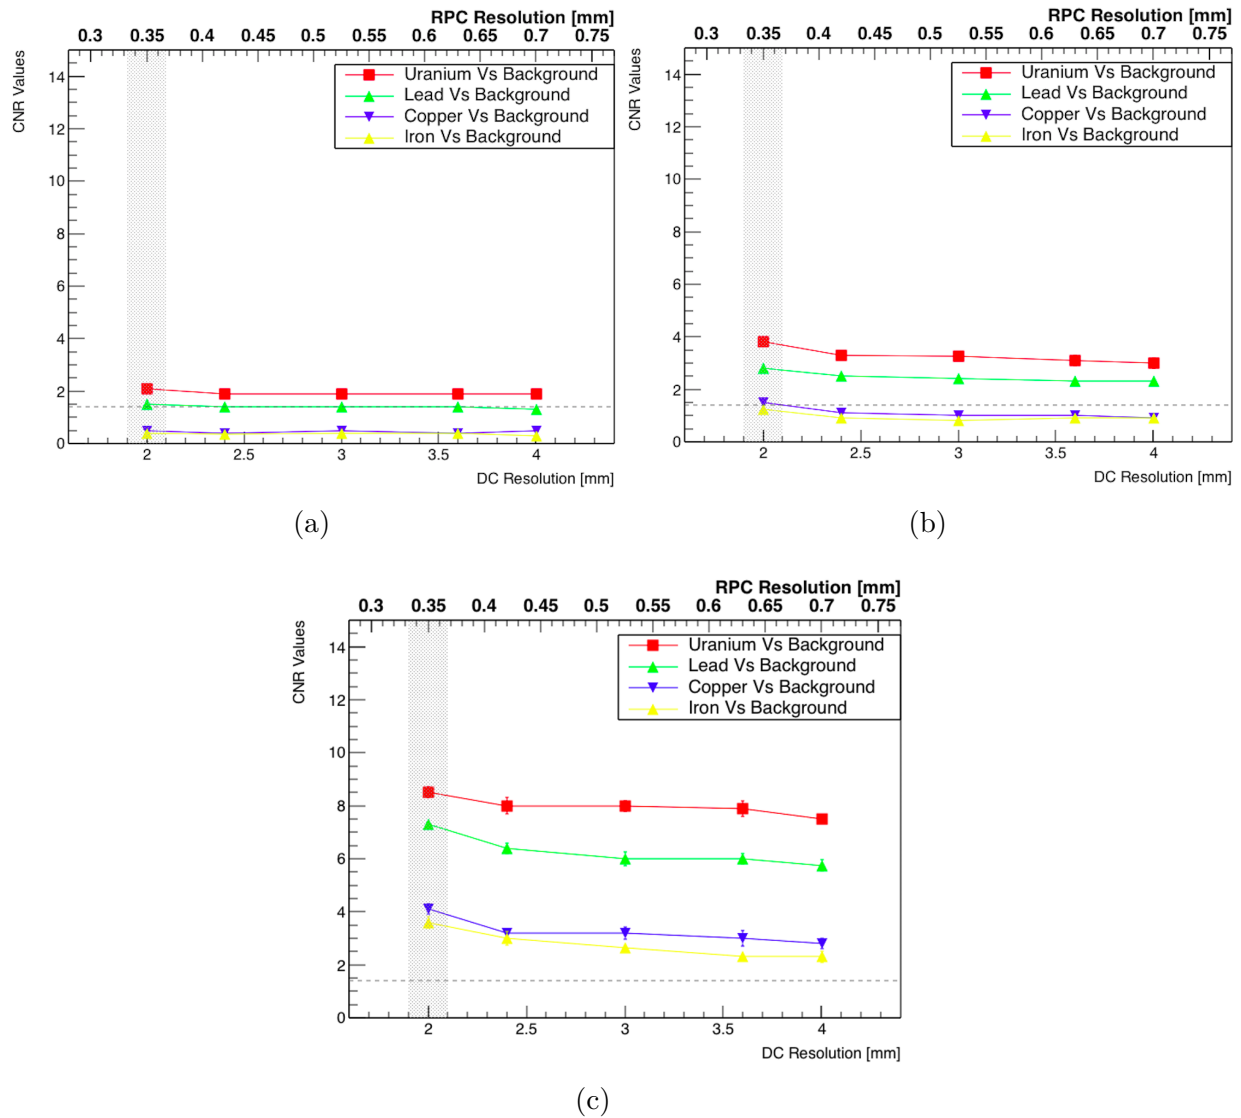 RPC Resolution [mm]
0.3 0.35 0.4 0.45 0.5 0.55 0.6 0.65 0.7 0.75
CNR Values
14
12
10
8
6
4
2
0
Uranium Vs Background
Lead Vs Background
Copper Vs Background
Iron Vs Background
2 2.5 3 3.5 4
DC Resolution [mm]
(a)
RPC Resolution [mm]
0.3 0.35 0.4 0.45 0.5 0.55 0.6 0.65 0.7 0.75
CNR Values
14
12
10
8
6
4
2
0
Uranium Vs Background
Lead Vs Background
Copper Vs Background
Iron Vs Background
2 2.5 3 3.5 4
DC Resolution [mm]
(b)
RPC Resolution [mm]
0.3 0.35 0.4 0.45 0.5 0.55 0.6 0.65 0.7 0.75
CNR Values
14
12
10
8
6
4
2
0
Uranium Vs Background
Lead Vs Background
Copper Vs Background
Iron Vs Background
2 2.5 3 3.5 4
DC Resolution [mm]
(c)